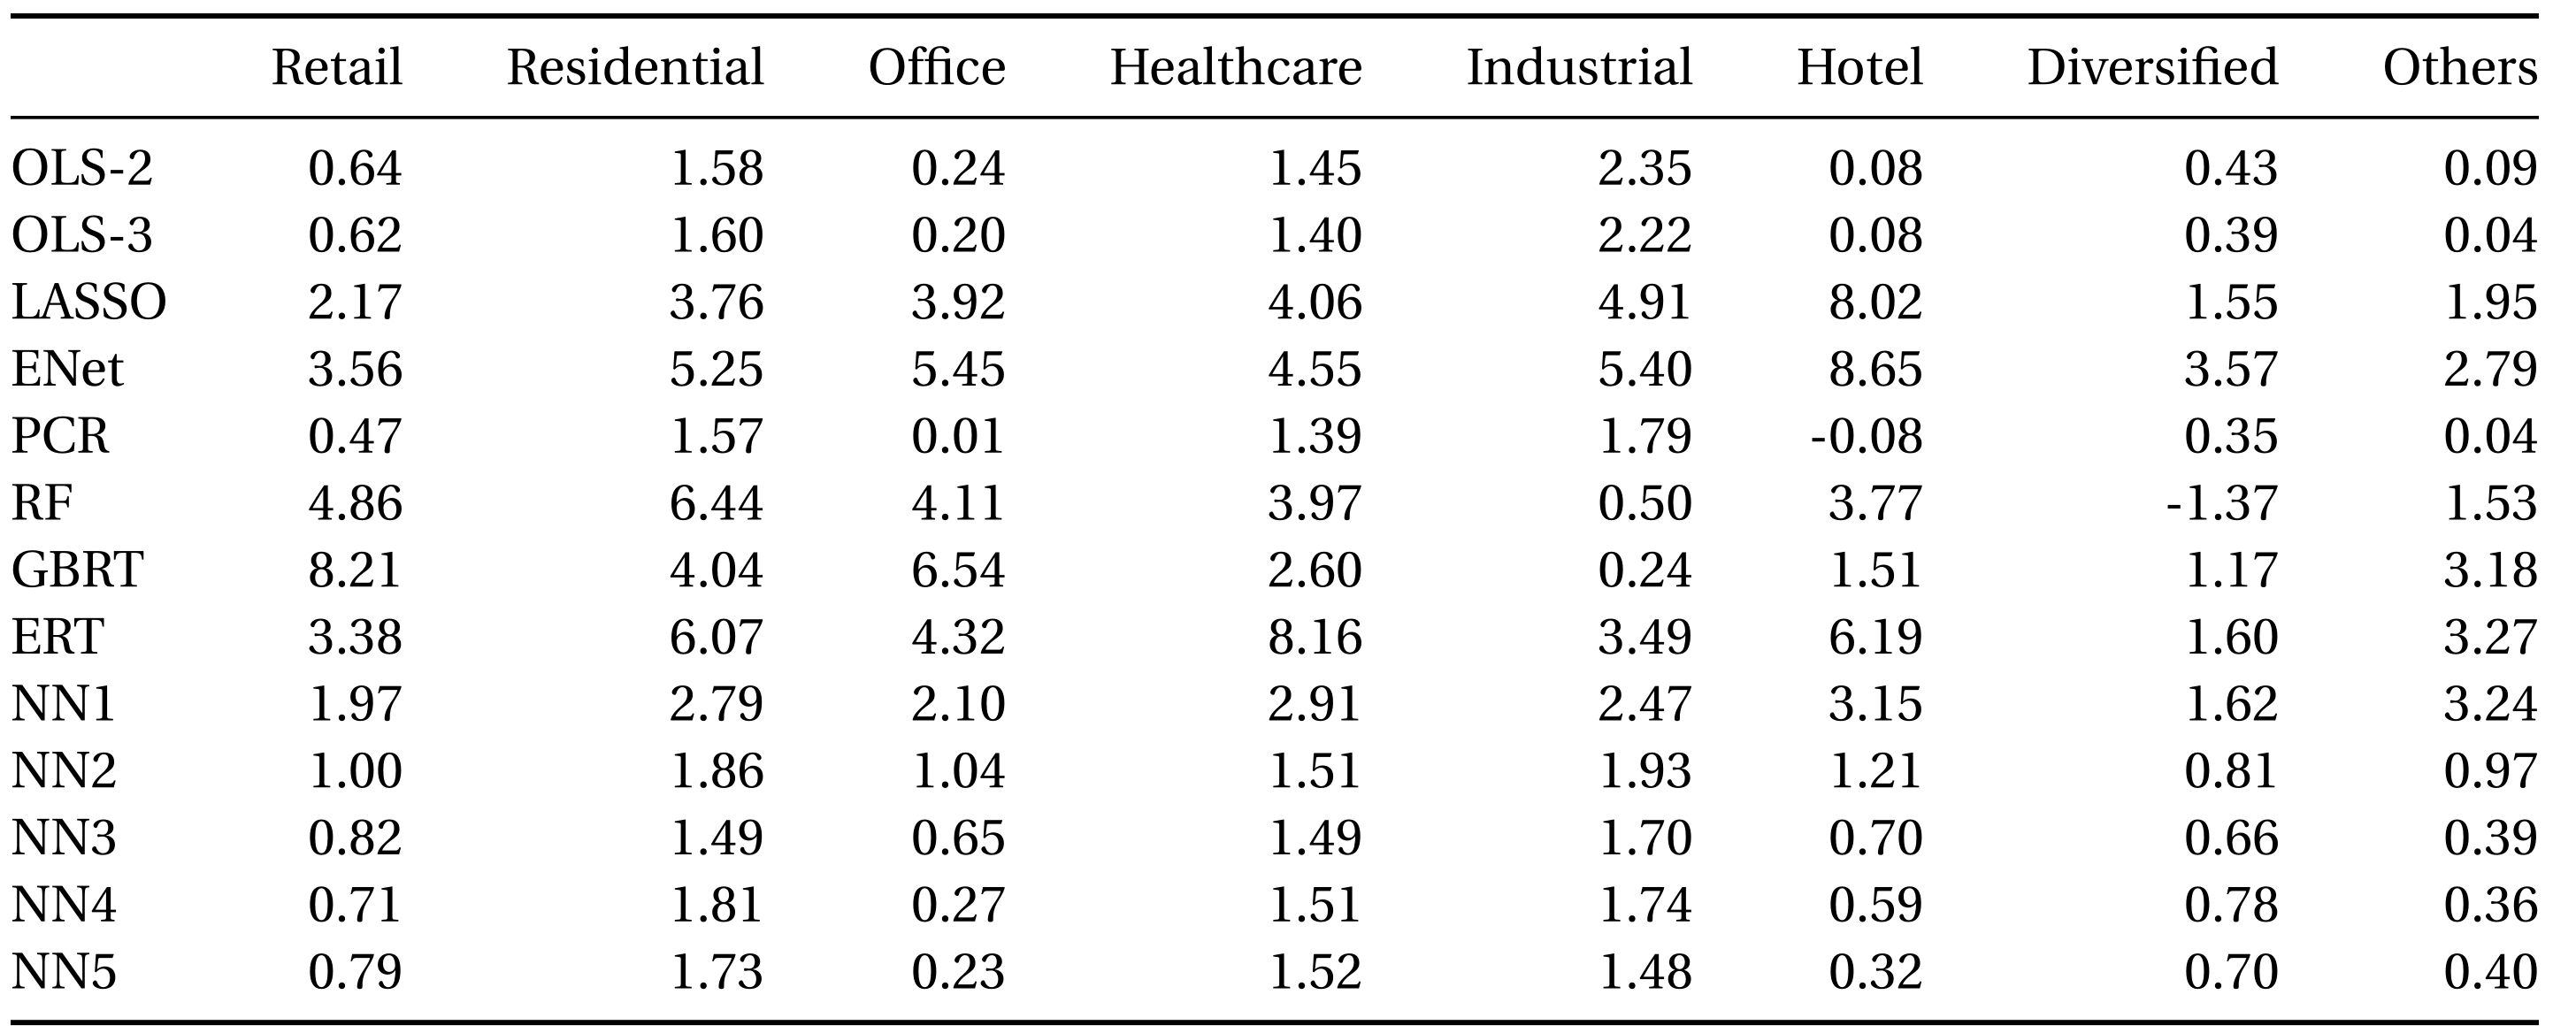 Retail Residential Office Healthcare Industrial Hotel Diversified Others
OLS-2 0.64 1.58 0.24 1.45 2.35 0.08 0.43 0.09
OLS-3 0.62 1.60 0.20 1.40 2.22 0.08 0.39 0.04
LASSO 2.17 3.76 3.92 4.06 4.91 8.02 1.55 1.95
ENet 3.56 5.25 5.45 4.55 5.40 8.65 3.57 2.79
PCR 0.47 1.57 0.01 1.39 1.79 -0.08 0.35 0.04
RF 4.86 6.44 4.11 3.97 0.50 3.77 -1.37 1.53
GBRT 8.21 4.04 6.54 2.60 0.24 1.51 1.17 3.18
ERT 3.38 6.07 4.32 8.16 3.49 6.19 1.60 3.27
NN1 1.97 2.79 2.10 2.91 2.47 3.15 1.62 3.24
NN2 1.00 1.86 1.04 1.51 1.93 1.21 0.81 0.97
NN3 0.82 1.49 0.65 1.49 1.70 0.70 0.66 0.39
NN4 0.71 1.81 0.27 1.51 1.74 0.59 0.78 0.36
NN5 0.79 1.73 0.23 1.52 1.48 0.32 0.70 0.40